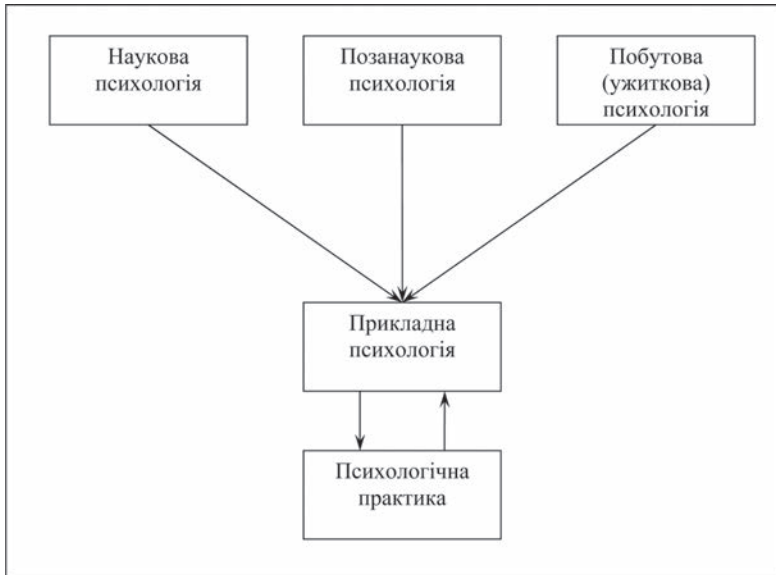 Наукова
психологія
Позанаукова
психологія
Побутова
(ужиткова)
психологія
Прикладна
психологія
Психологічна
практика